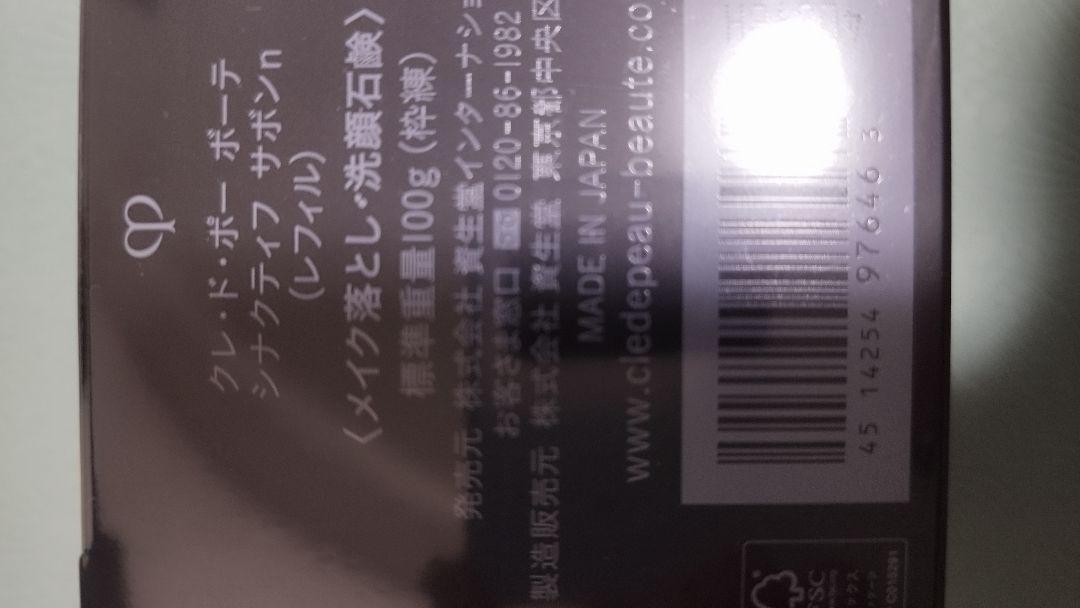 クレ・ド・ポー ボーテ
シナクティフ サボンn
(レフィル)
〈メイク落とし・洗顔石鹸〉
標準重量100g (枠練)
発売元 株式会社 資生堂インターナショ
お客さま窓口 0120-86-1982
製造販売元 株式会社 資生堂 東京都中央区
MADE IN JAPAN
www.cledepeau-beaute.co
45 14254 97646 3
FSC